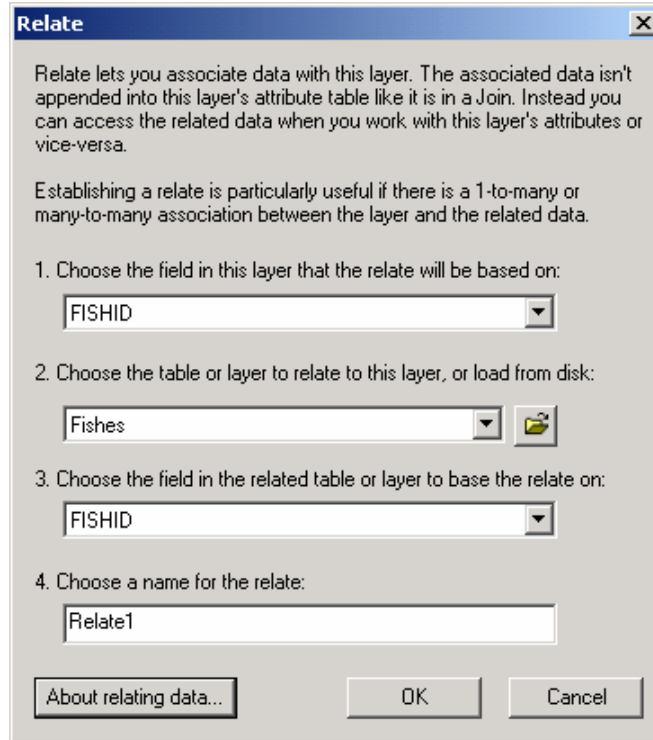 Relate
Relate lets you associate data with this layer. The associated data isn't
appended into this layer's attribute table like it is in a Join. Instead you
can access the related data when you work with this layer's attributes or
vice-versa.
Establishing a relate is particularly useful if there is a 1-to-many or
many-to-many association between the layer and the related data.
1. Choose the field in this layer that the relate will be based on:
FISHID
2. Choose the table or layer to relate to this layer, or load from disk:
Fishes
3. Choose the field in the related table or layer to base the relate on:
FISHID
4. Choose a name for the relate:
Relate1
About relating data... OK Cancel